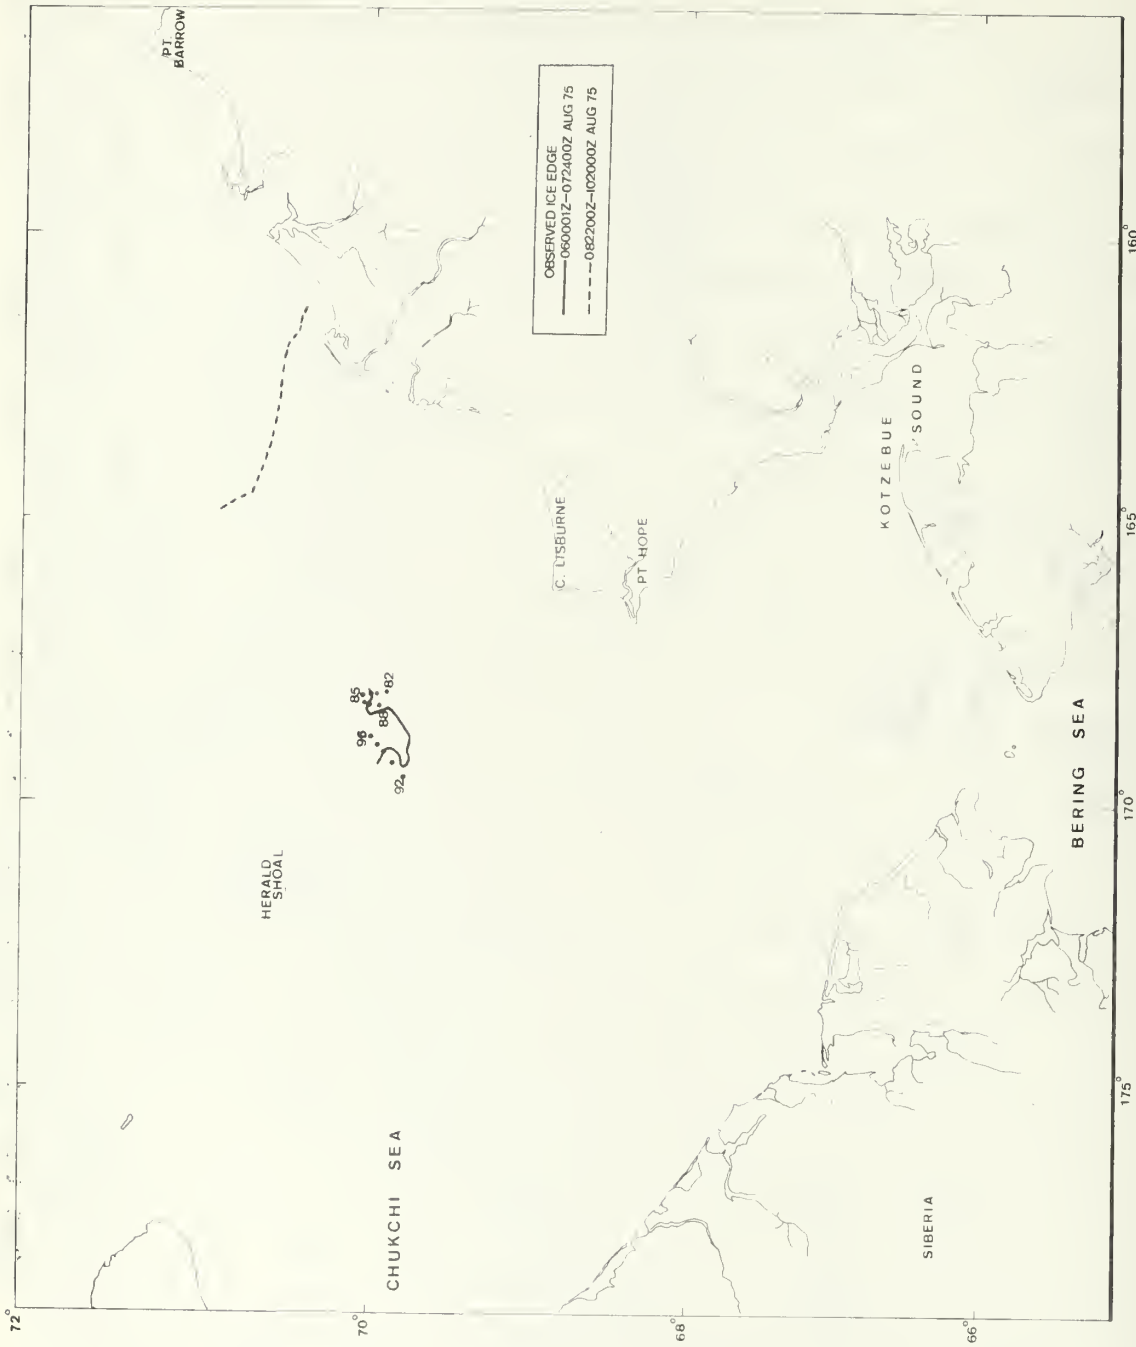 72°
70°
68°
66°
175°
170°
165°
160°
PT.
BARROW
OBSERVED ICE EDGE
060001Z–072400Z AUG 75
082200Z–102000Z AUG 75
HERALD
SHOAL
96
85
88
82
92
C. LISBURNE
PT HOPE
KOTZEBUE
SOUND
CHUKCHI SEA
SIBERIA
BERING SEA